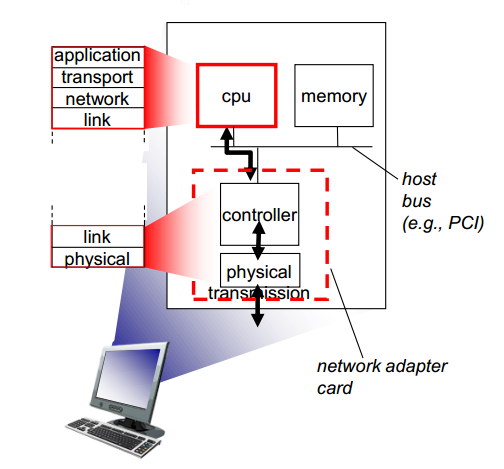 application
transport
network
link
cpu
memory
host
bus
(e.g., PCI)
controller
link
physical
physical
transmission
network adapter
card